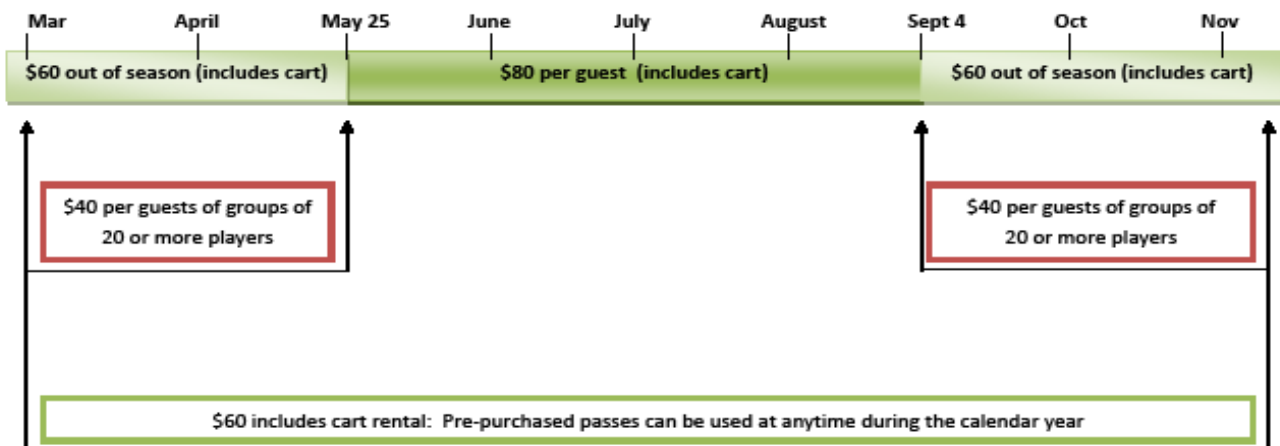 Mar April May 25 June July August Sept 4 Oct Nov
$60 out of season (includes cart) $80 per guest (includes cart) $60 out of season (includes cart)
$40 per guests of groups of
20 or more players
$40 per guests of groups of
20 or more players
$60 includes cart rental: Pre-purchased passes can be used at anytime during the calendar year